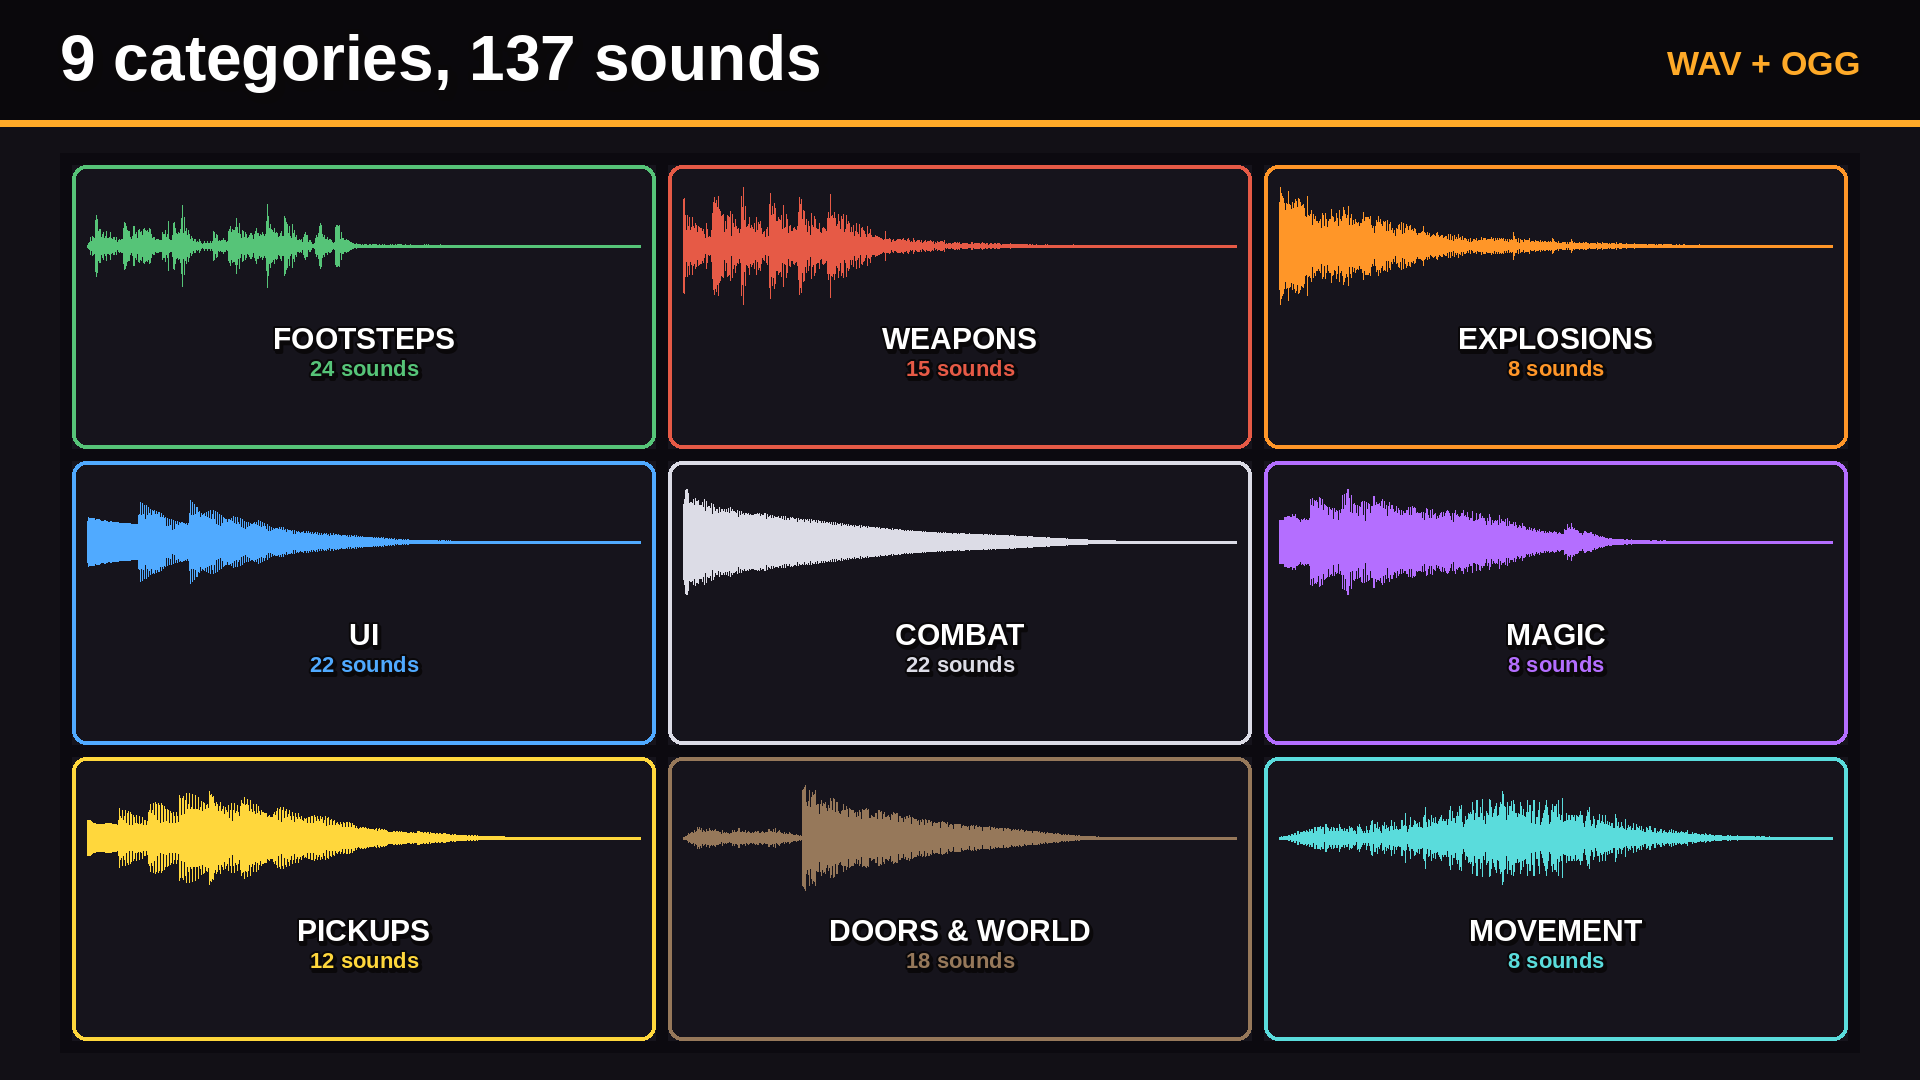 9 categories, 137 sounds
WAV + OGG
FOOTSTEPS
24 sounds
WEAPONS
15 sounds
EXPLOSIONS
8 sounds
UI
22 sounds
COMBAT
22 sounds
MAGIC
8 sounds
PICKUPS
12 sounds
DOORS & WORLD
18 sounds
MOVEMENT
8 sounds